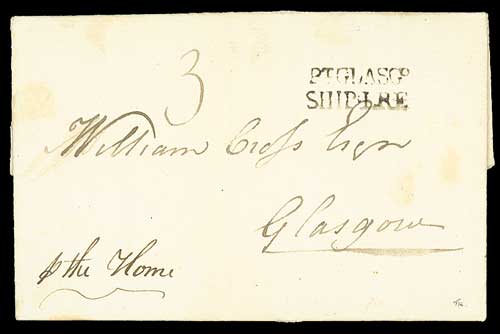 3
PT GLASGO
SHIP LRE
William Croſs Esqr
Glasgow
p the Home